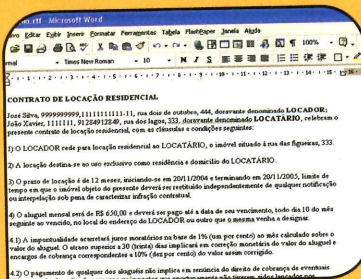 no.rtf - Microsoft Word
ivo Editar Exibir Inserir Formatar Ferramentas Tabela FlashPaper Janela Ajuda
100%
rmal Times New Roman 10 N I S
CONTRATO DE LOCAÇÃO RESIDENCIAL
José Silva, 9999999999,11111111111-11, rua dois de outubro, 444, doravante denominado LOCADOR;
João Xavier, 1111111, 91284912849, rua dos lagos, 333, doravante denominado LOCATÁRIO, celebram o
presente contrato de locação residencial, com as cláusulas e condições seguintes:
1) O LOCADOR cede para locação residencial ao LOCATÁRIO, o imóvel situado à rua das figueiras, 333.
2) A locação destina-se ao uso exclusivo como residência e domicílio do LOCATÁRIO.
3) O prazo de locação é de 12 meses, iniciando-se em 20/11/2004 e terminando em 20/11/2005, limite de
tempo em que o imóvel objeto do presente deverá ser restituído independentemente de qualquer notificação
ou interpelação sob pena de caracterizar infração contratual.
4) O aluguel mensal será de R$ 650,00 e deverá ser pago até a data de seu vencimento, todo dia 10 do mês
seguinte ao vencido, no local do endereço do LOCADOR ou outro que o mesmo venha a designar.
4.1) A impontualidade acarretará juros moratórios na base de 1% (um por cento) ao mês calculado sobre o
valor do aluguel. O atraso superior a 30 (trinta) dias implicará em correção monetária do valor do aluguel e
encargos de cobrança correspondentes a 10% (dez por cento) do valor assim corrigido.
4.2) O pagamento de qualquer dos aluguéis não implica em renúncia do direito de cobrança de eventuais